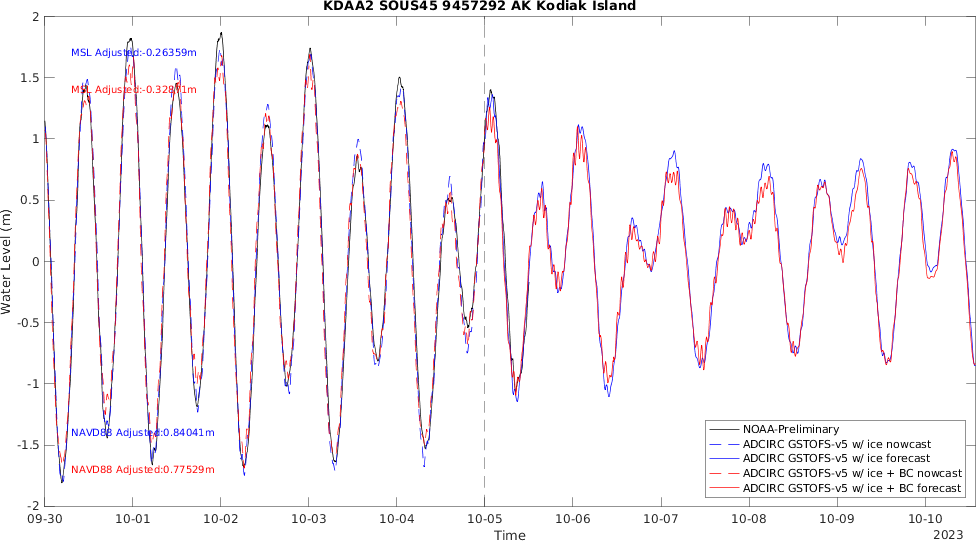 KDAA2 SOUS45 9457292 AK Kodiak Island
2
1.5
1
0.5
0
-0.5
-1
-1.5
-2
Water Level (m)
MSL Adjusted:-0.26359m
MSL Adjusted:-0.32871m
NAVD88 Adjusted:0.84041m
NAVD88 Adjusted:0.77529m
NOAA-Preliminary
ADCIRC GSTOFS-v5 w/ ice nowcast
ADCIRC GSTOFS-v5 w/ ice forecast
ADCIRC GSTOFS-v5 w/ ice + BC nowcast
ADCIRC GSTOFS-v5 w/ ice + BC forecast
09-30 10-01 10-02 10-03 10-04 10-05 10-06 10-07 10-08 10-09 10-10
Time
2023